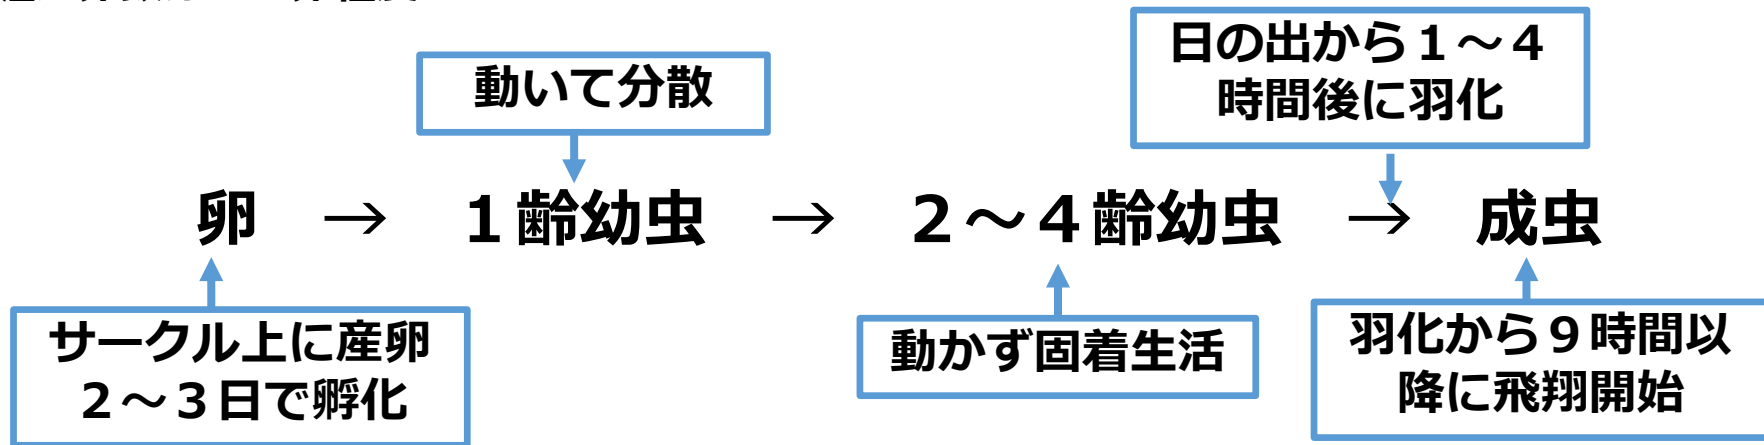 動いて分散
日の出から１～４
時間後に羽化
卵 → １齢幼虫 → ２～４齢幼虫 → 成虫
サークル上に産卵
２～３日で孵化
動かず固着生活
羽化から９時間以
降に飛翔開始